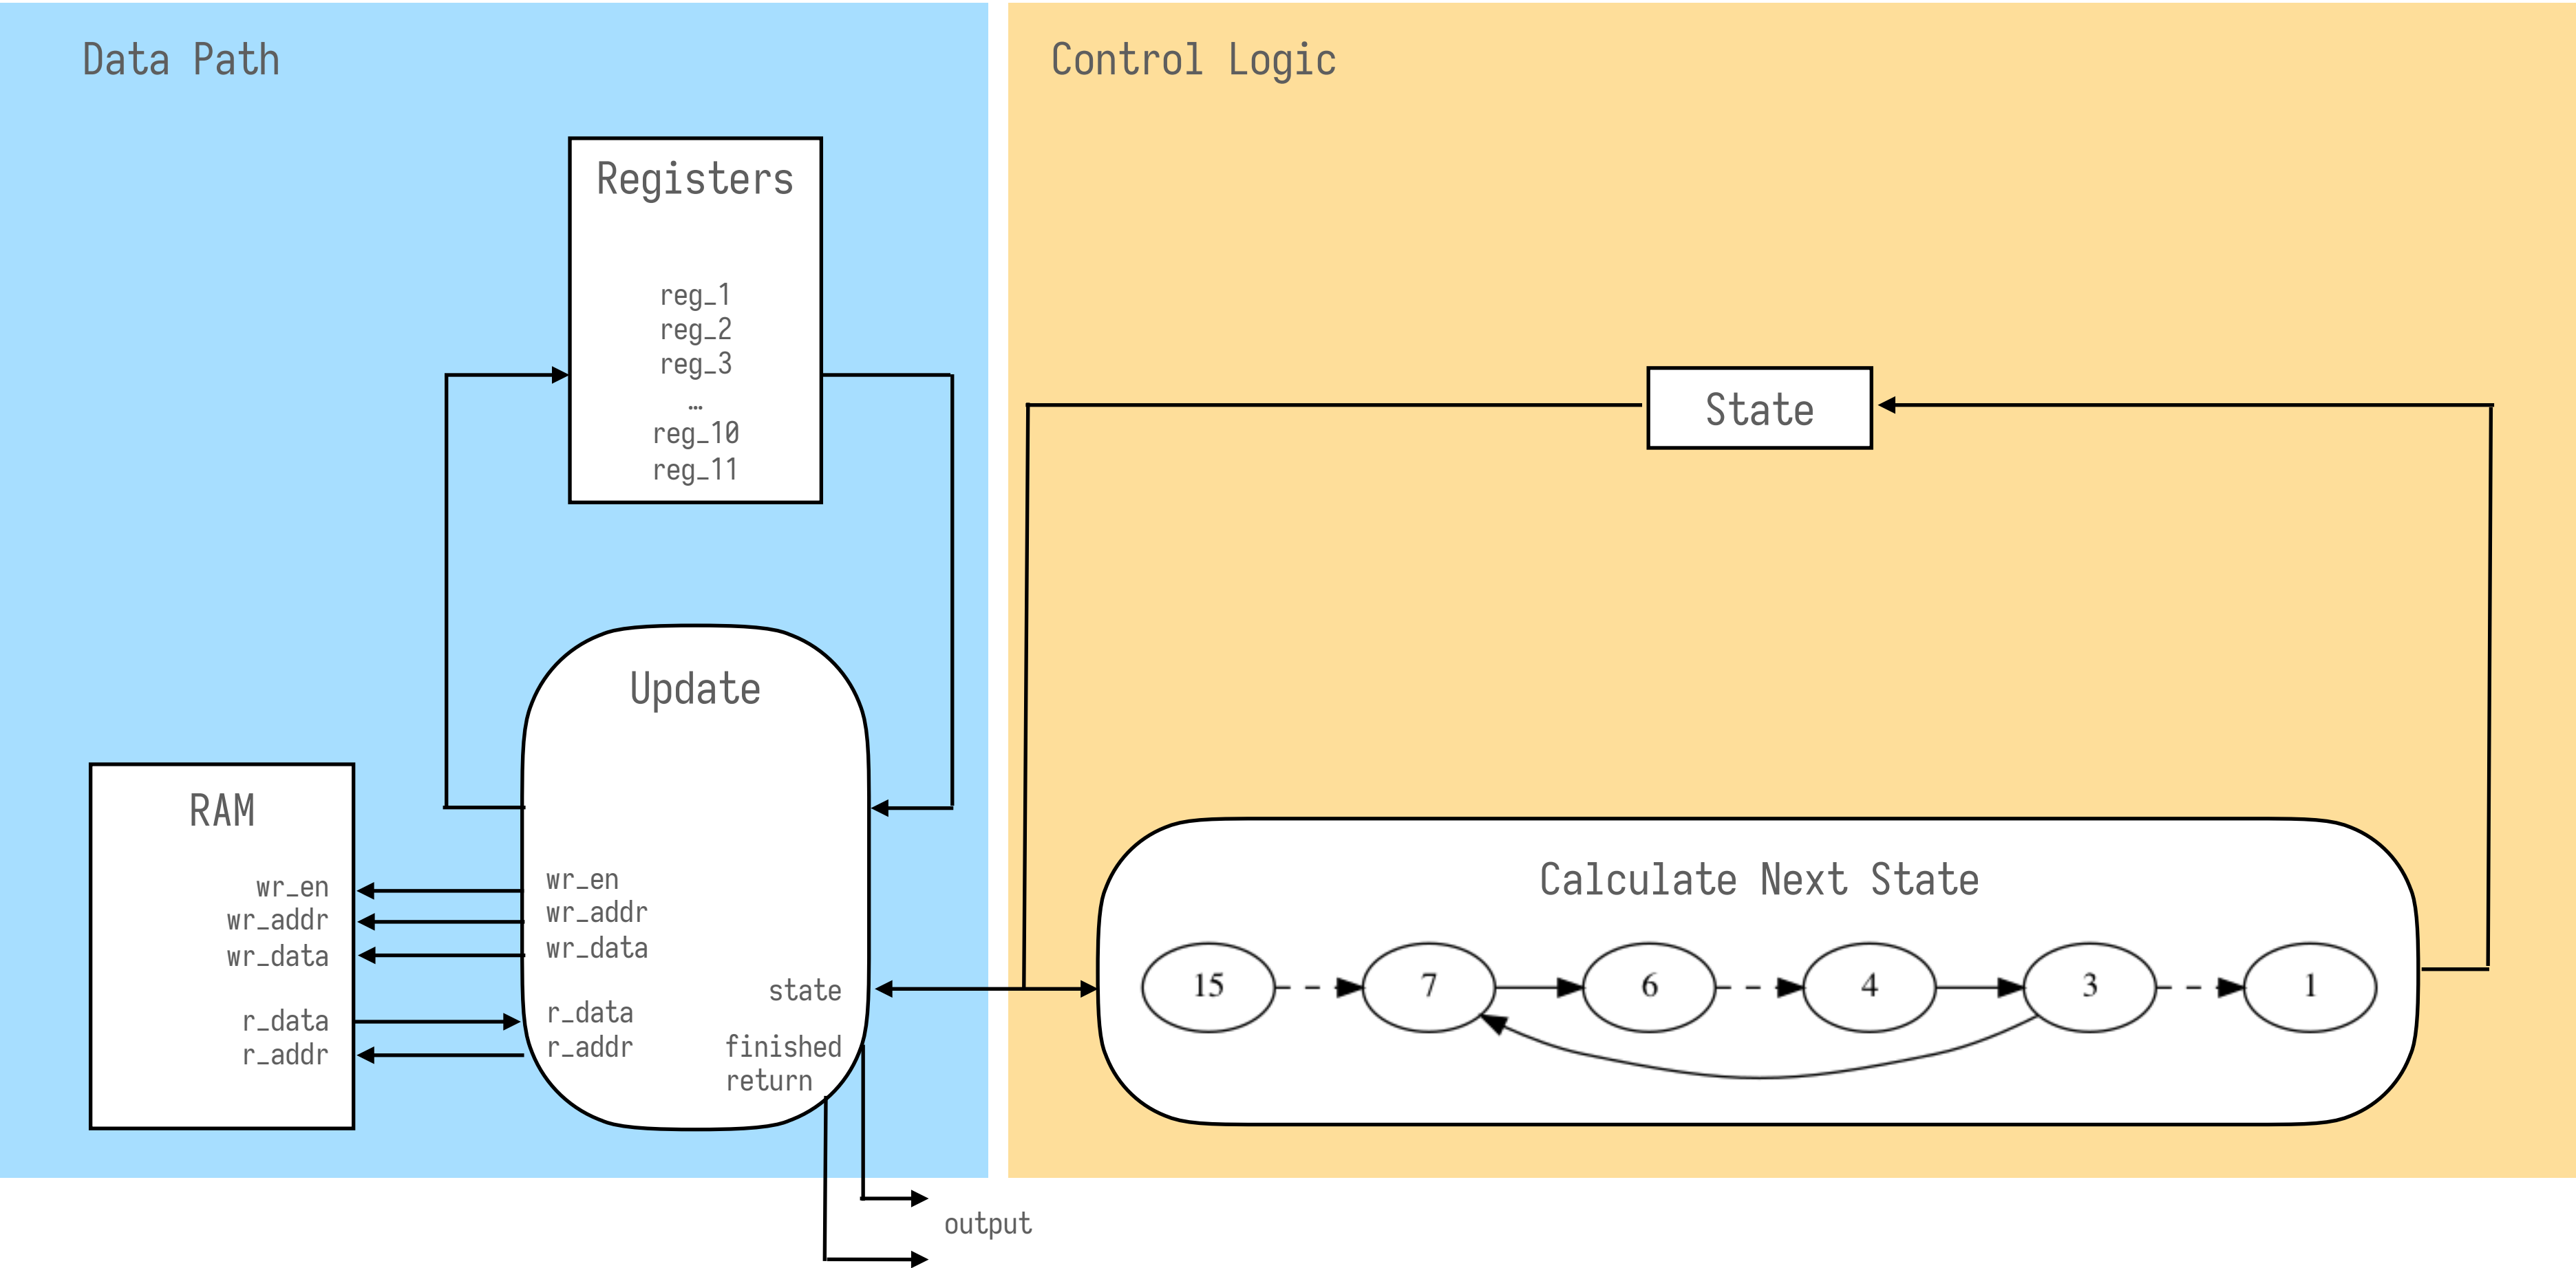 Data Path
Registers
reg_1
reg_2
reg_3
…
reg_10
reg_11
RAM
wr_en
wr_addr
wr_data
r_data
r_addr
Update
wr_en
wr_addr
wr_data
state
r_data
r_addr
finished
return
output
Control Logic
State
Calculate Next State
15 7 6 4 3 1